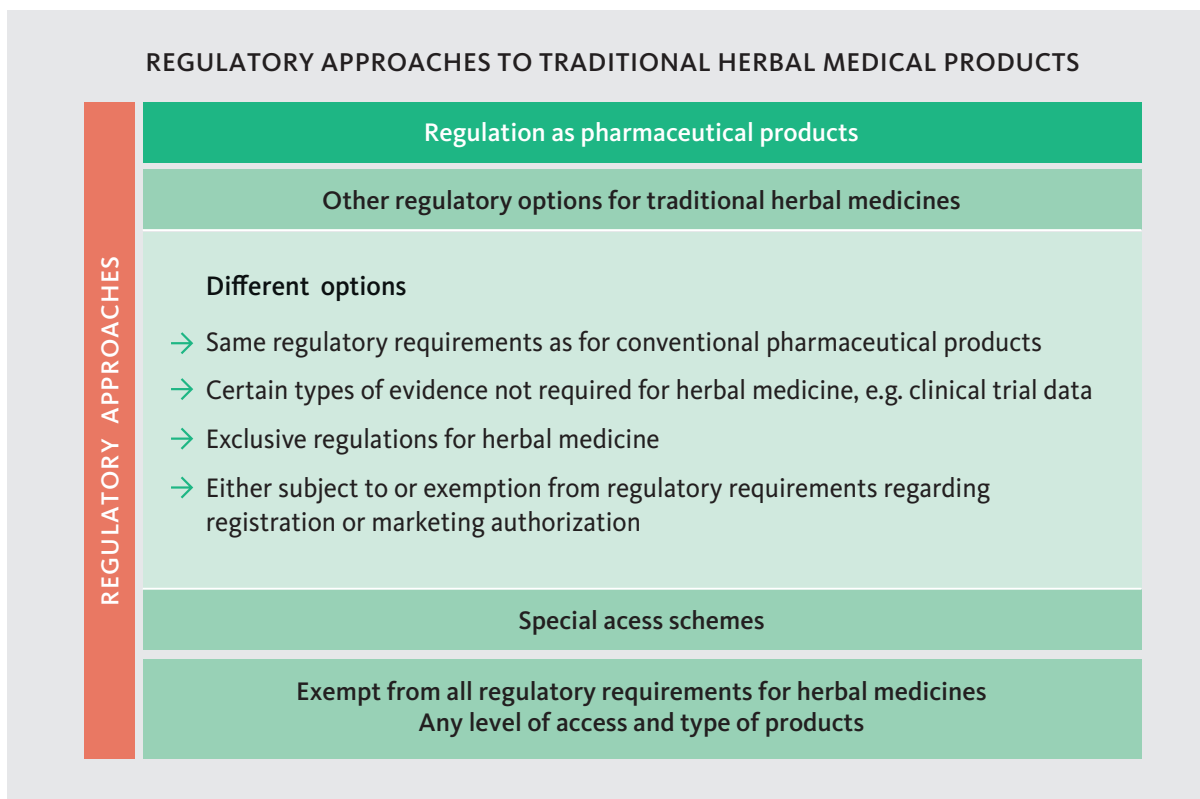 REGULATORY APPROACHES TO TRADITIONAL HERBAL MEDICAL PRODUCTS
REGULATORY APPROACHES
Regulation as pharmaceutical products
Other regulatory options for traditional herbal medicines
Different options
→ Same regulatory requirements as for conventional pharmaceutical products
→ Certain types of evidence not required for herbal medicine, e.g. clinical trial data
→ Exclusive regulations for herbal medicine
→ Either subject to or exemption from regulatory requirements regarding
registration or marketing authorization
Special acess schemes
Exempt from all regulatory requirements for herbal medicines
Any level of access and type of products